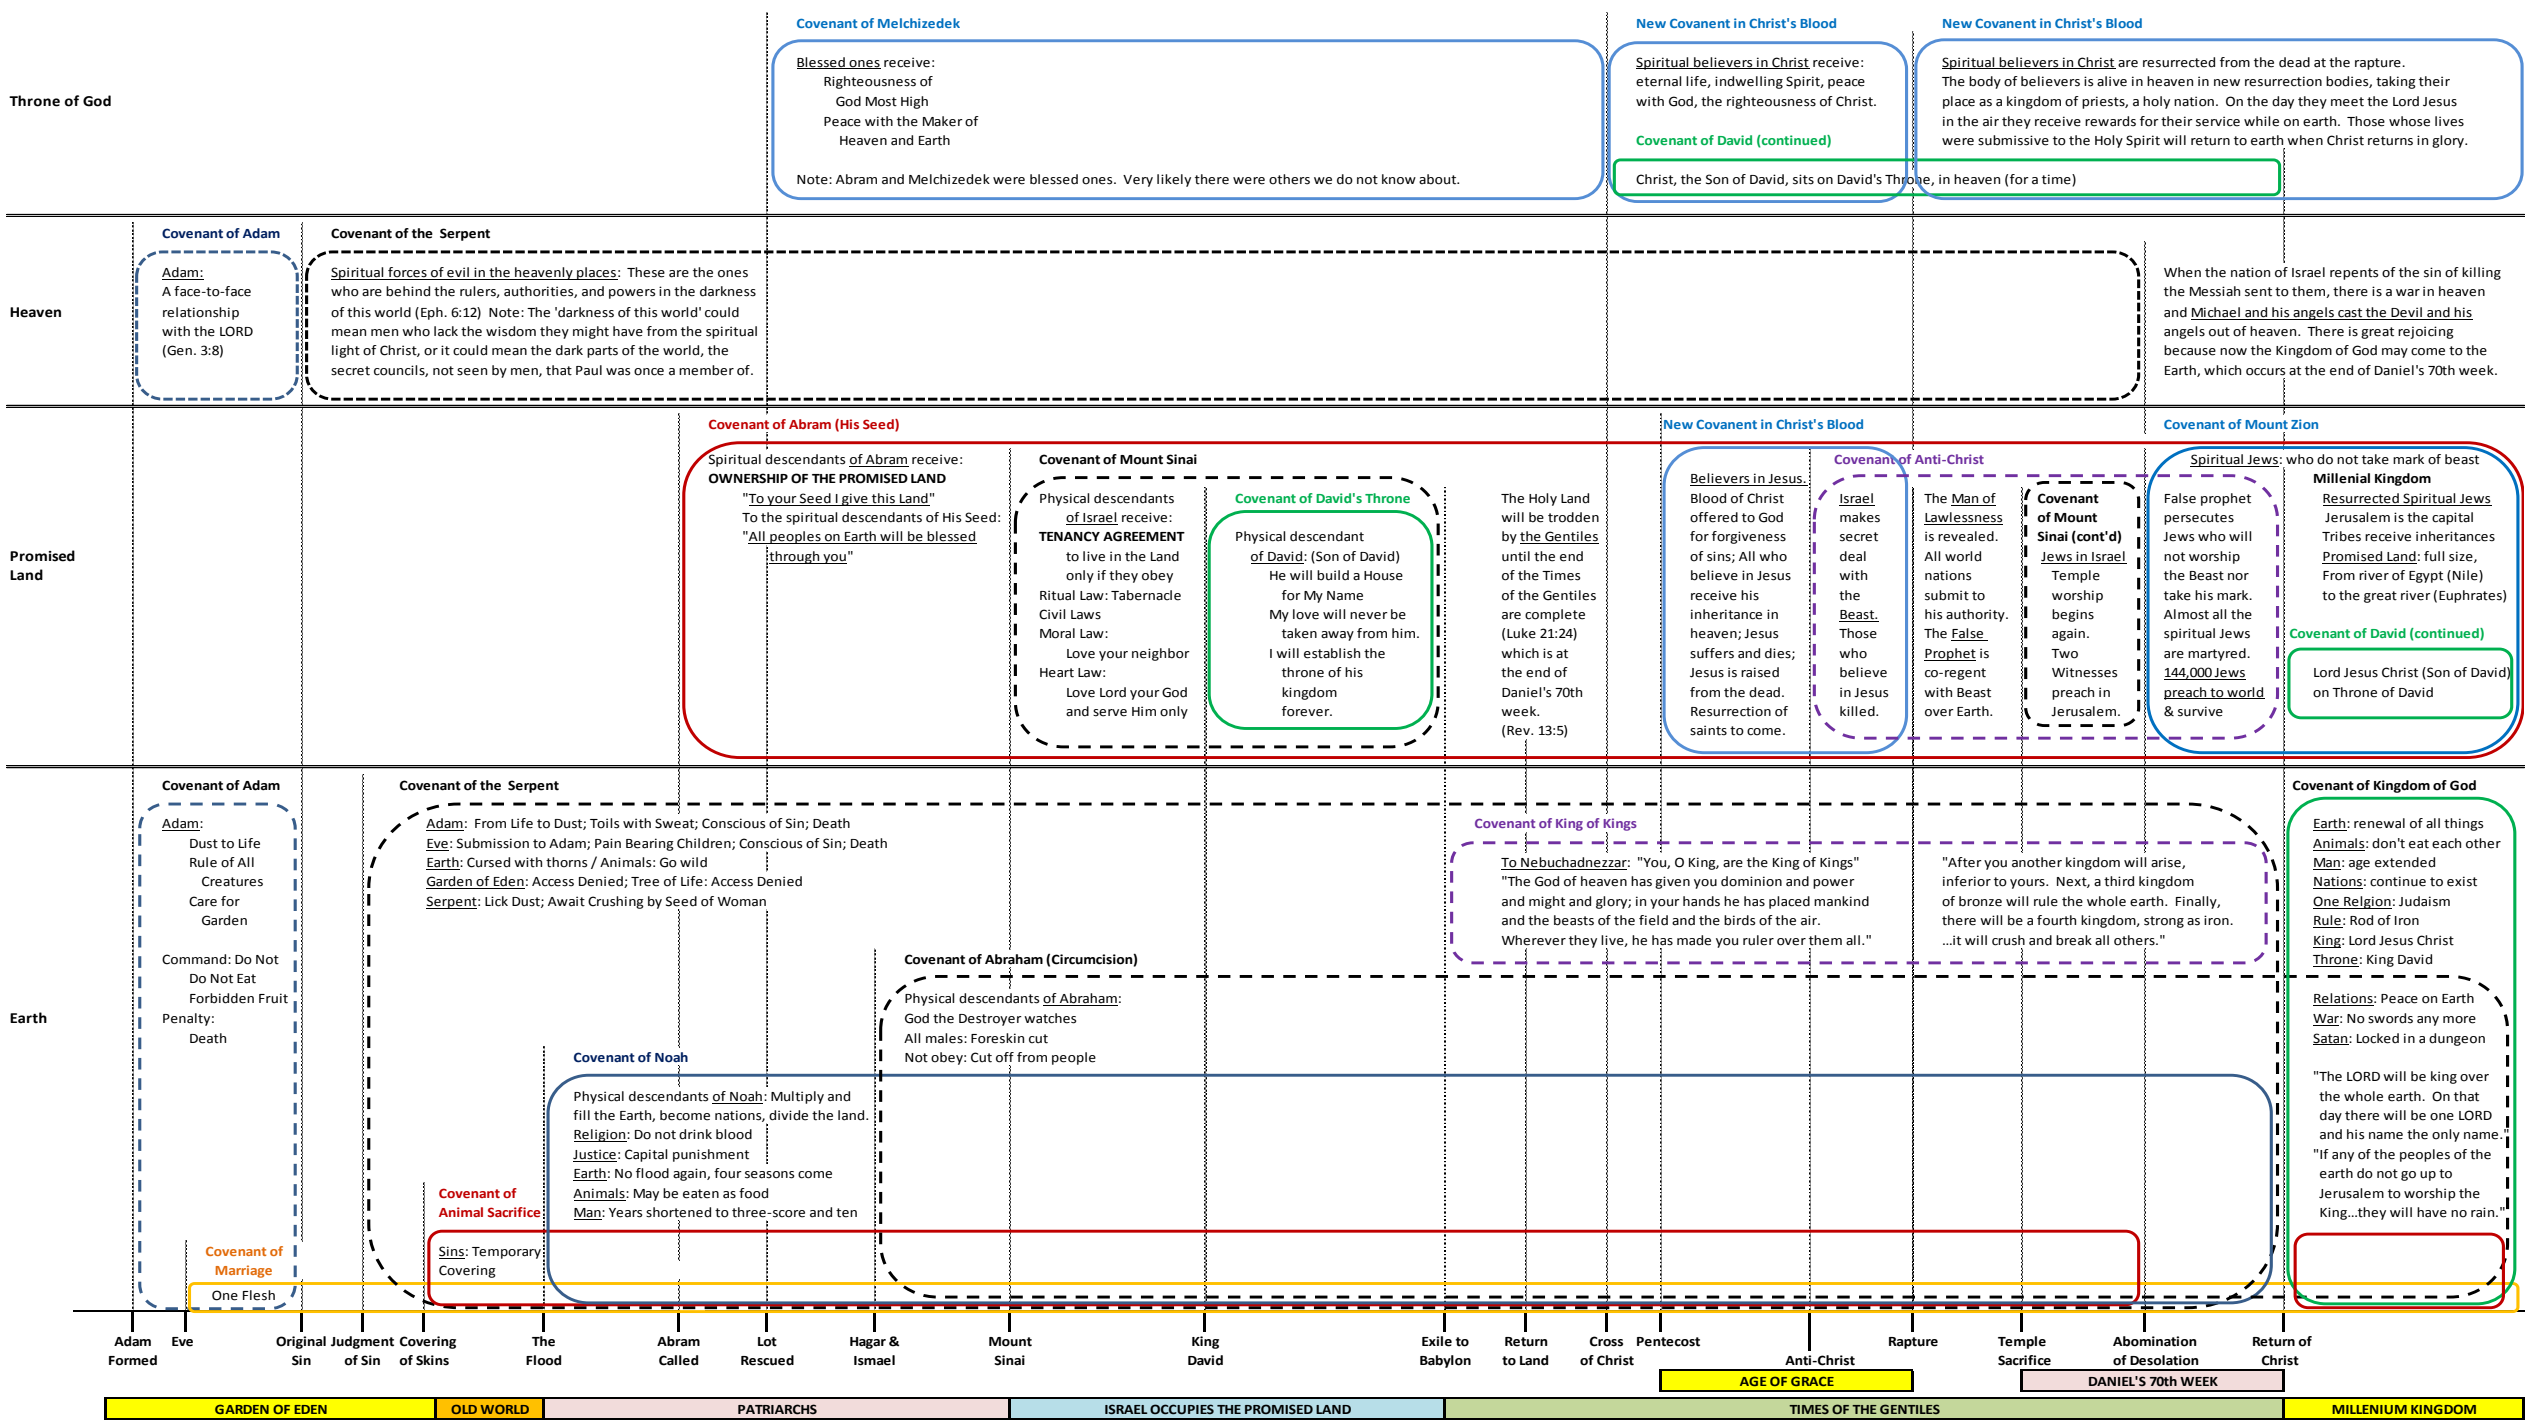 Covenant of Melchizedek
New Covanent in Christ's Blood
New Covanent in Christ's Blood
Throne of God
Blessed ones receive:
Righteousness of
God Most High
Peace with the Maker of
Heaven and Earth
Note: Abram and Melchizedek were blessed ones. Very likely there were others we do not know about.
Spiritual believers in Christ receive:
eternal life, indwelling Spirit, peace
with God, the righteousness of Christ.
Covenant of David (continued)
Christ, the Son of David, sits on David's Throne, in heaven (for a time)
Spiritual believers in Christ are resurrected from the dead at the rapture.
The body of believers is alive in heaven in new resurrection bodies, taking their
place as a kingdom of priests, a holy nation. On the day they meet the Lord Jesus
in the air they receive rewards for their service while on earth. Those whose lives
were submissive to the Holy Spirit will return to earth when Christ returns in glory.
Heaven
Covenant of Adam
Adam:
A face-to-face
relationship
with the LORD
(Gen. 3:8)
Covenant of the Serpent
Spiritual forces of evil in the heavenly places: These are the ones
who are behind the rulers, authorities, and powers in the darkness
of this world (Eph. 6:12) Note: The 'darkness of this world' could
mean men who lack the wisdom they might have from the spiritual
light of Christ, or it could mean the dark parts of the world, the
secret councils, not seen by men, that Paul was once a member of.
When the nation of Israel repents of the sin of killing
the Messiah sent to them, there is a war in heaven
and Michael and his angels cast the Devil and his
angels out of heaven. There is great rejoicing
because now the Kingdom of God may come to the
Earth, which occurs at the end of Daniel's 70th week.
Promised
Land
Covenant of Abram (His Seed)
Spiritual descendants of Abram receive:
OWNERSHIP OF THE PROMISED LAND
"To your Seed I give this Land"
To the spiritual descendants of His Seed:
"All peoples on Earth will be blessed
through you"
Covenant of Mount Sinai
Physical descendants
of Israel receive:
TENANCY AGREEMENT
to live in the Land
only if they obey
Ritual Law: Tabernacle
Civil Laws
Moral Law:
Love your neighbor
Heart Law:
Love Lord your God
and serve Him only
Covenant of David's Throne
Physical descendant
of David: (Son of David)
He will build a House
for My Name
My love will never be
taken away from him.
I will establish the
throne of his
kingdom
forever.
The Holy Land
will be trodden
by the Gentiles
until the end
of the Times
of the Gentiles
are complete
(Luke 21:24)
which is at
the end of
Daniel's 70th
week.
(Rev. 13:5)
New Covanent in Christ's Blood
Believers in Jesus.
Blood of Christ
offered to God
for forgiveness
of sins; All who
believe in Jesus
receive his
inheritance in
heaven; Jesus
suffers and dies;
Jesus is raised
from the dead.
Resurrection of
saints to come.
Covenant of Anti-Christ
Israel
makes
secret
deal
with
the
Beast.
Those
who
believe
in Jesus
killed.
The Man of
Lawlessness
is revealed.
All world
nations
submit to
his authority.
The False
Prophet is
co-regent
with Beast
over Earth.
Covenant
of Mount
Sinai (cont'd)
Jews in Israel
Temple
worship
begins
again.
Two
Witnesses
preach in
Jerusalem.
Covenant of Mount Zion
Spiritual Jews: who do not take mark of beast
False prophet
persecutes
Jews who will
not worship
the Beast nor
take his mark.
Almost all the
spiritual Jews
are martyred.
144,000 Jews
preach to world
& survive
Millenial Kingdom
Resurrected Spiritual Jews
Jerusalem is the capital
Tribes receive inheritances
Promised Land: full size,
From river of Egypt (Nile)
to the great river (Euphrates)
Covenant of David (continued)
Lord Jesus Christ (Son of David)
on Throne of David
Earth
Covenant of Adam
Adam:
Dust to Life
Rule of All
Creatures
Care for
Garden
Command: Do Not
Do Not Eat
Forbidden Fruit
Penalty:
Death
Covenant of
Marriage
One Flesh
Covenant of the Serpent
Adam: From Life to Dust; Toils with Sweat; Conscious of Sin; Death
Eve: Submission to Adam; Pain Bearing Children; Conscious of Sin; Death
Earth: Cursed with thorns / Animals: Go wild
Garden of Eden: Access Denied; Tree of Life: Access Denied
Serpent: Lick Dust; Await Crushing by Seed of Woman
Covenant of
Animal Sacrifice
Sins: Temporary
Covering
Covenant of Noah
Physical descendants of Noah: Multiply and
fill the Earth, become nations, divide the land.
Religion: Do not drink blood
Justice: Capital punishment
Earth: No flood again, four seasons come
Animals: May be eaten as food
Man: Years shortened to three-score and ten
Covenant of Abraham (Circumcision)
Physical descendants of Abraham:
God the Destroyer watches
All males: Foreskin cut
Not obey: Cut off from people
Covenant of King of Kings
To Nebuchadnezzar: "You, O King, are the King of Kings"
"The God of heaven has given you dominion and power
and might and glory; in your hands he has placed mankind
and the beasts of the field and the birds of the air.
Wherever they live, he has made you ruler over them all."
"After you another kingdom will arise,
inferior to yours. Next, a third kingdom
of bronze will rule the whole earth. Finally,
there will be a fourth kingdom, strong as iron.
...it will crush and break all others."
Covenant of Kingdom of God
Earth: renewal of all things
Animals: don't eat each other
Man: age extended
Nations: continue to exist
One Relgion: Judaism
Rule: Rod of Iron
King: Lord Jesus Christ
Throne: King David
Relations: Peace on Earth
War: No swords any more
Satan: Locked in a dungeon
"The LORD will be king over
the whole earth. On that
day there will be one LORD
and his name the only name."
"If any of the peoples of the
earth do not go up to
Jerusalem to worship the
King...they will have no rain."
Adam
Formed
Eve
Original
Sin
Judgment
of Sin
Covering
of Skins
The
Flood
Abram
Called
Lot
Rescued
Hagar &
Ismael
Mount
Sinai
King
David
Exile to
Babylon
Return
to Land
Cross
of Christ
Pentecost
Anti-Christ
Rapture
Temple
Sacrifice
Abomination
of Desolation
Return of
Christ
AGE OF GRACE
DANIEL'S 70th WEEK
GARDEN OF EDEN
OLD WORLD
PATRIARCHS
ISRAEL OCCUPIES THE PROMISED LAND
TIMES OF THE GENTILES
MILLENIUM KINGDOM